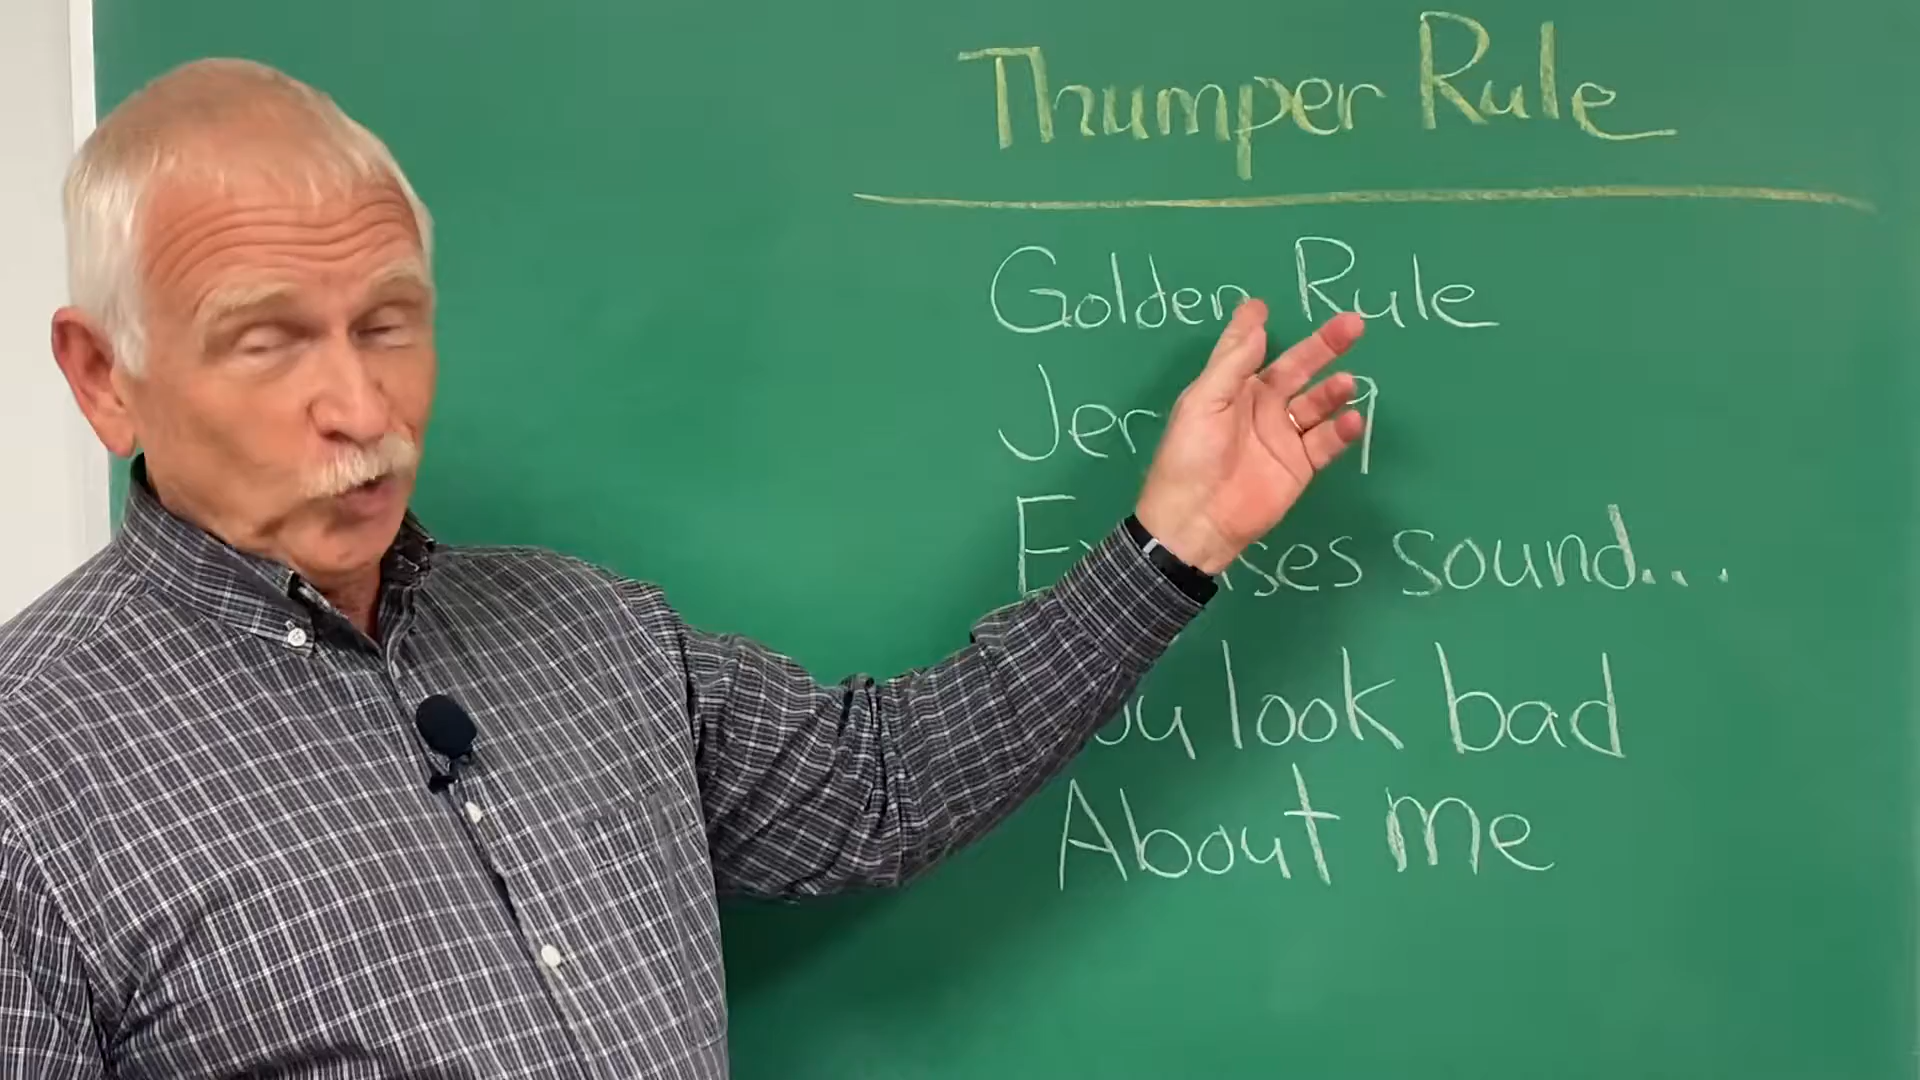 Thumper Rule
Golden Rule
sound...
look bad
About me